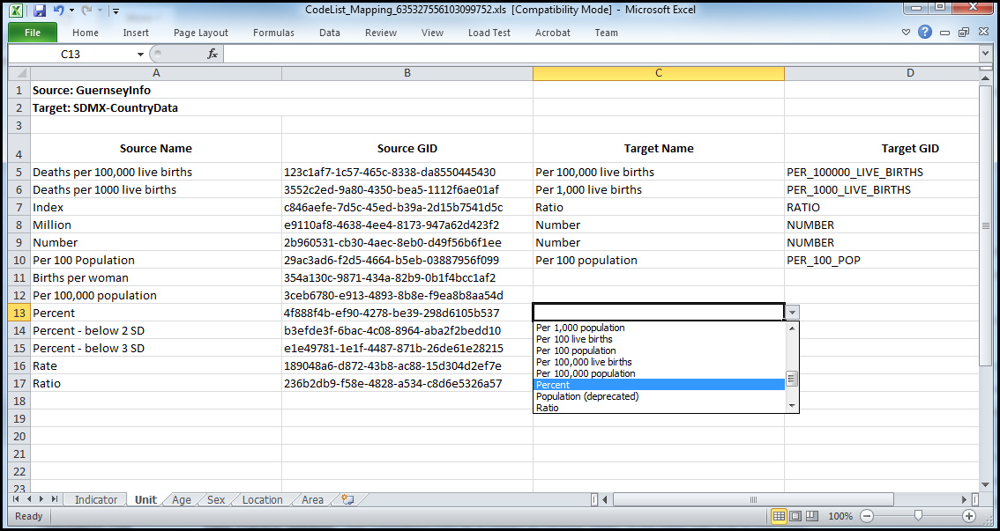 CodeList_Mapping_635327556103099752.xls [Compatibility Mode] - Microsoft Excel
File Home Insert Page Layout Formulas Data Review View Load Test Acrobat Team
C13 fx
A B C D
1 Source: GuernseyInfo
2 Target: SDMX-CountryData
3
4 Source Name Source GID Target Name Target GID
5 Deaths per 100,000 live births 123c1af7-1c57-465c-8338-da8550445430 Per 100,000 live births PER_100000_LIVE_BIRTHS
6 Deaths per 1000 live births 3552c2ed-9a80-4350-bea5-1112f6ae01af Per 1,000 live births PER_1000_LIVE_BIRTHS
7 Index c846aefe-7d5c-45ed-b39a-2d15b7541d5c Ratio RATIO
8 Million e9110af8-4638-4ee4-8173-947a62d423f2 Number NUMBER
9 Number 2b960531-cb30-4aec-8eb0-d49f56b6f1ee Number NUMBER
10 Per 100 Population 29ac3ad6-f2d5-4664-b5eb-03887956f099 Per 100 population PER_100_POP
11 Births per woman 354a130c-9871-434a-82b9-0b1f4bcc1af2
12 Per 100,000 population 3ceb6780-e913-4893-8b8e-f9ea8b8aa54d
13 Percent 4f888f4b-ef90-4278-be39-298d6105b537
Per 1,000 population
14 Percent - below 2 SD b3efde3f-6bac-4c08-8964-aba2f2bedd10
Per 100 live births
15 Percent - below 3 SD e1e49781-1e1f-4487-871b-26de61e28215
Per 100 population
Per 100,000 live births
16 Rate 189048a6-d872-43b8-ac88-15d304d2ef7e
Per 100,000 population
17 Ratio 236b2db9-f58e-4828-a534-c8d6e5326a57
Percent
Population (deprecated)
18
Ratio
19
20
21
22
23
Indicator Unit Age Sex Location Area
Ready 100%